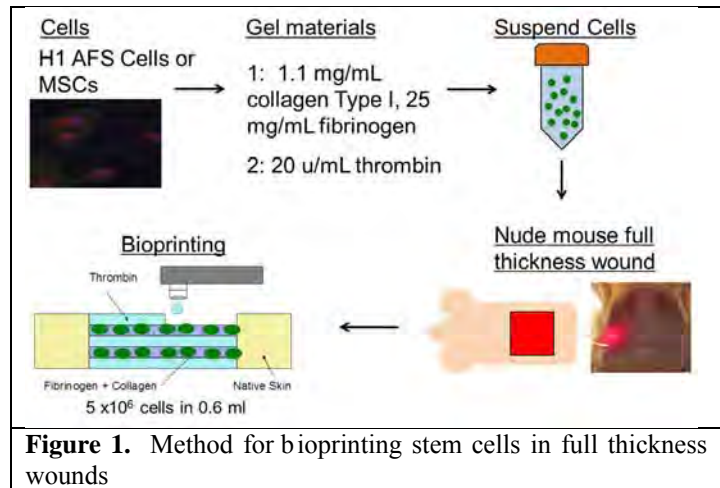 Cells
H1 AFS Cells or
MSCs
Gel materials
1: 1.1 mg/mL
collagen Type I, 25
mg/mL fibrinogen
2: 20 u/mL thrombin
Suspend Cells
Nude mouse full
thickness wound
Bioprinting
Thrombin
Fibrinogen + Collagen
Native Skin
5 x10⁶ cells in 0.6 ml
Figure 1. Method for bioprinting stem cells in full thickness
wounds